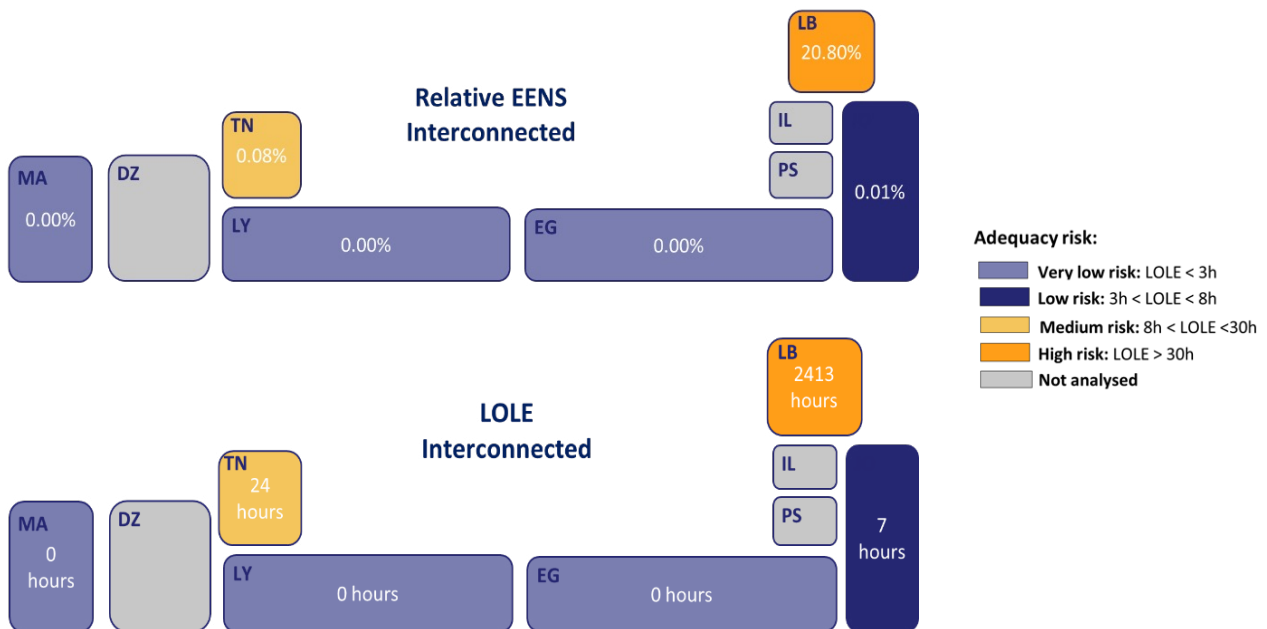 LB
20.80%
Relative EENS
Interconnected
TN
0.08%
IL
PS
MA
0.00%
DZ
LY
0.00%
EG
0.00%
0.01%
Adequacy risk:
Very low risk: LOLE < 3h
Low risk: 3h < LOLE < 8h
Medium risk: 8h < LOLE <30h
High risk: LOLE > 30h
Not analysed
LB
2413
hours
LOLE
Interconnected
TN
24
hours
IL
PS
MA
0
hours
DZ
LY
0 hours
EG
0 hours
7
hours